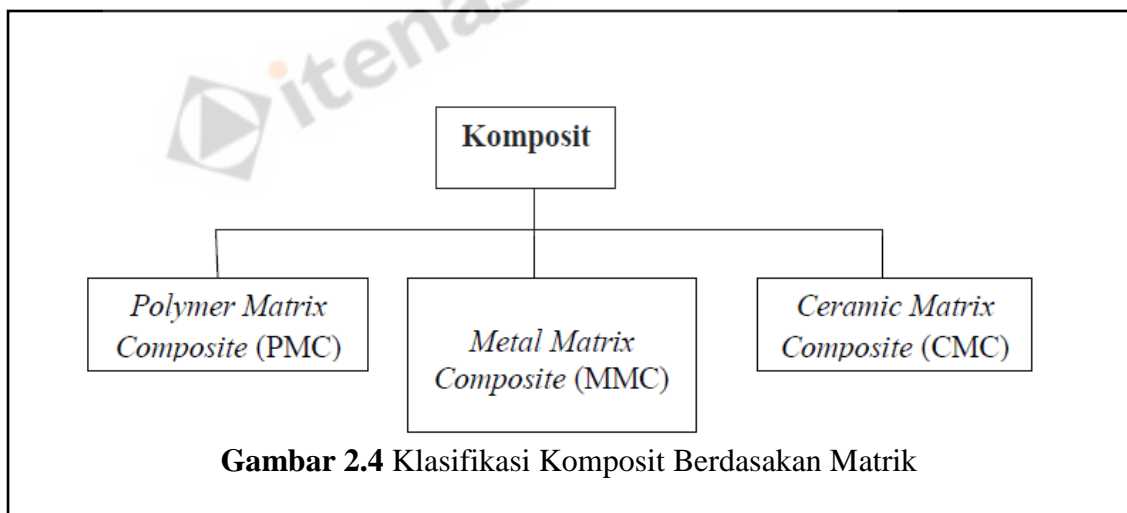 itenas
Komposit
Polymer Matrix
Composite (PMC)
Metal Matrix
Composite (MMC)
Ceramic Matrix
Composite (CMC)
Gambar 2.4 Klasifikasi Komposit Berdasakan Matrik